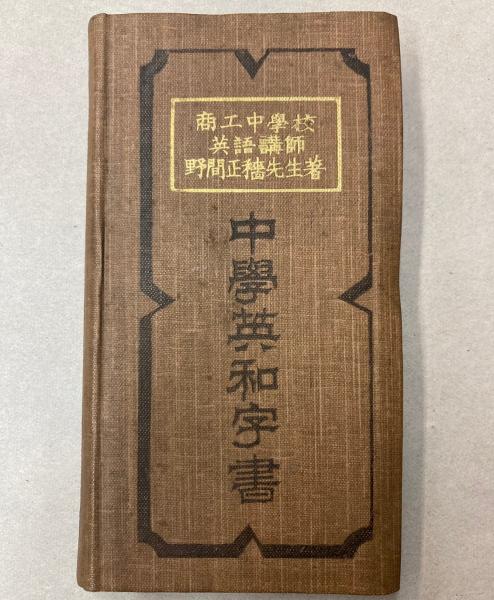 商工中學校
英語講師
野間正穐先生著
中學英和字書